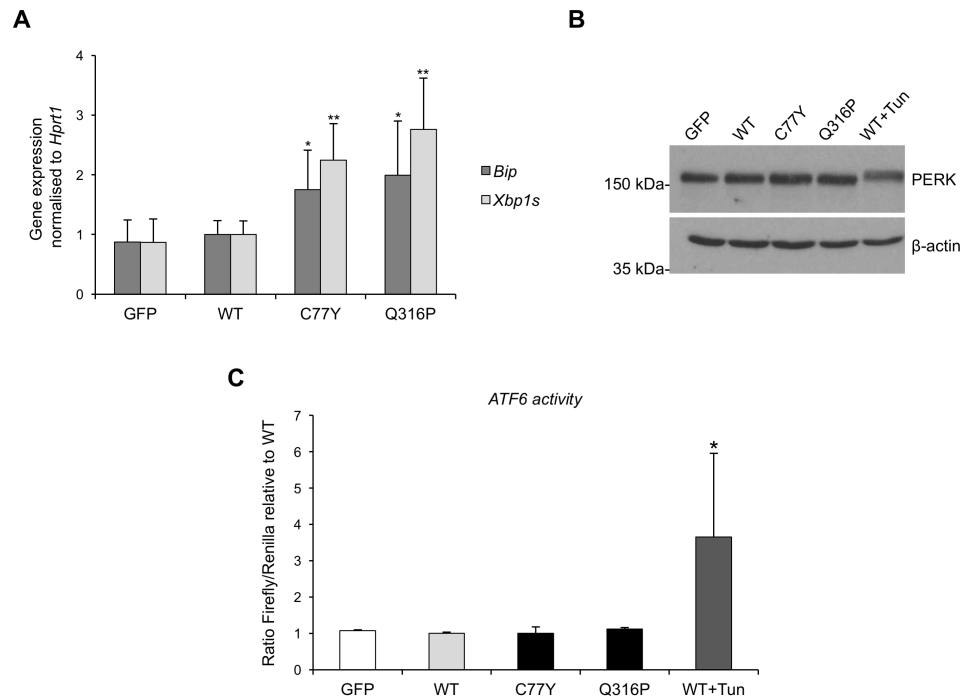 A
Gene expression
normalised to Hprt1
4
3
2
1
0
*
**
*
**
GFP
WT
C77Y
Q316P
Bip
Xbp1s
B
GFP
WT
C77Y
Q316P
WT+Tun
150 kDa-
PERK
β-actin
35 kDa-
C
ATF6 activity
Ratio Firefly/Renilla relative to WT
7
6
5
4
3
2
1
0
*
GFP
WT
C77Y
Q316P
WT+Tun